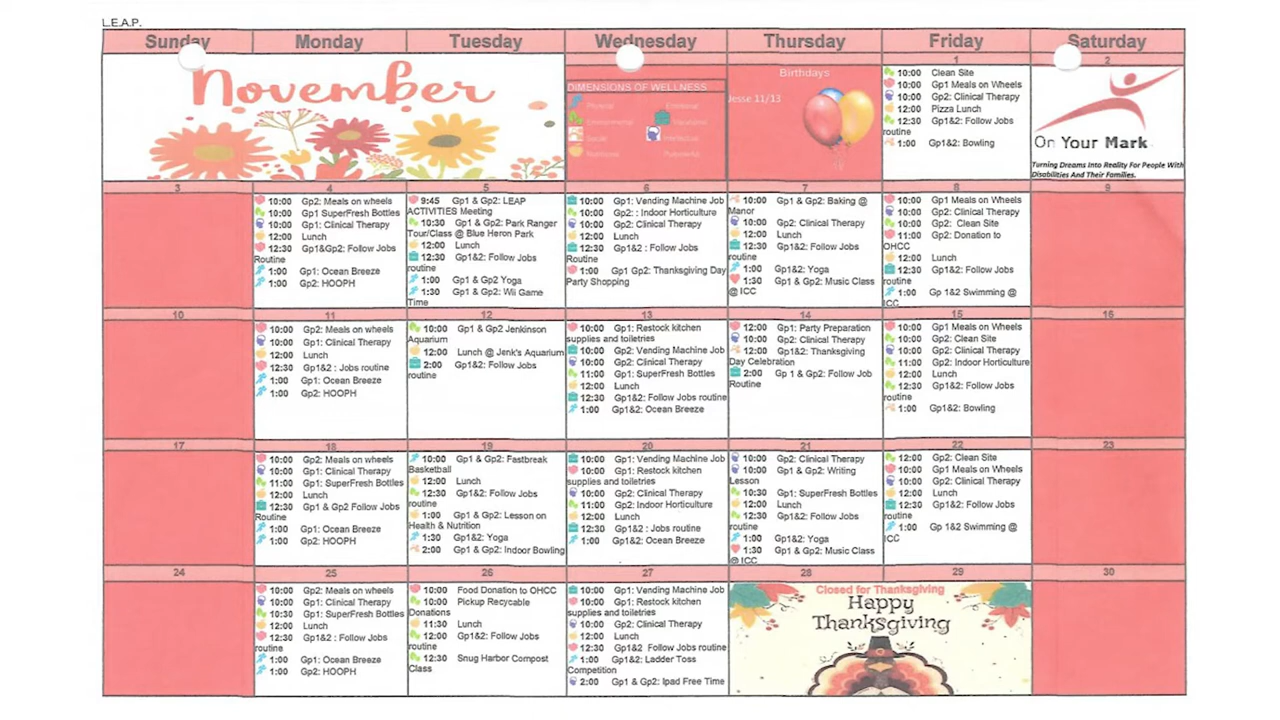 L.E.A.P.
Sunday Monday Tuesday Wednesday Thursday Friday Saturday
November
DIMENSIONS OF WELLNESS
Physical Emotional
Environmental Vocational
Social Intellectual
Nutritional
Birthdays
Jesse 11/13
1
10:00 Clean Site
10:00 Gp1 Meals on Wheels
10:00 Gp2: Clinical Therapy
12:00 Pizza Lunch
12:30 Gp1&2: Follow Jobs
routine
1:00 Gp1&2: Bowling
2
On Your Mark
Turning Dreams Into Reality For People With
Disabilities And Their Families.
3
4
10:00 Gp2: Meals on wheels
10:00 Gp1 SuperFresh Bottles
10:00 Gp1: Clinical Therapy
12:00 Lunch
12:30 Gp1&Gp2: Follow Jobs
Routine
1:00 Gp1: Ocean Breeze
1:00 Gp2: HOOPH
5
9:45 Gp1 & Gp2: LEAP
ACTIVITIES Meeting
10:30 Gp1 & Gp2: Park Ranger
Tour/Class @ Blue Heron Park
12:00 Lunch
12:30 Gp1&2: Follow Jobs
routine
1:00 Gp1 & Gp2 Yoga
1:30 Gp1 & Gp2: Wii Game
Time
6
10:00 Gp1: Vending Machine Job
10:00 Gp2: : Indoor Horticulture
10:00 Gp2: Clinical Therapy
12:00 Lunch
12:30 Gp1&2 : Follow Jobs
Routine
1:00 Gp1 Gp2: Thanksgiving Day
Party Shopping
7
10:00 Gp1 & Gp2: Baking @
Manor
10:00 Gp2: Clinical Therapy
12:00 Lunch
12:30 Gp1&2: Follow Jobs
routine
1:00 Gp1&2: Yoga
1:30 Gp1 & Gp2: Music Class
@ ICC
8
10:00 Gp1 Meals on Wheels
10:00 Gp2: Clinical Therapy
10:00 Gp2: Clean Site
11:00 Gp2: Donation to
OHCC
12:00 Lunch
12:30 Gp1&2: Follow Jobs
routine
1:00 Gp 1&2 Swimming @
ICC
9
10
11
10:00 Gp2: Meals on wheels
10:00 Gp1: Clinical Therapy
12:00 Lunch
12:30 Gp1&2 : Jobs routine
1:00 Gp1: Ocean Breeze
1:00 Gp2: HOOPH
12
10:00 Gp1 & Gp2 Jenkinson
Aquarium
12:00 Lunch @ Jenk's Aquarium
2:00 Gp1&2: Follow Jobs
routine
13
10:00 Gp1: Restock kitchen
supplies and toiletries
10:00 Gp2: Vending Machine Job
10:00 Gp2: Clinical Therapy
11:00 Gp1: SuperFresh Bottles
12:00 Lunch
12:30 Gp1&2: Follow Jobs routine
1:00 Gp1&2: Ocean Breeze
14
12:00 Gp1: Party Preparation
10:00 Gp2: Clinical Therapy
12:00 Gp1&2: Thanksgiving
Day Celebration
2:00 Gp 1 & Gp2: Follow Job
Routine
15
10:00 Gp1 Meals on Wheels
10:00 Gp2: Clean Site
10:00 Gp2: Clinical Therapy
11:00 Gp2: Indoor Horticulture
12:00 Lunch
12:30 Gp1&2: Follow Jobs
routine
1:00 Gp1&2: Bowling
16
17
18
10:00 Gp2: Meals on wheels
10:00 Gp1: Clinical Therapy
11:00 Gp1: SuperFresh Bottles
12:00 Lunch
12:30 Gp1 & Gp2 Follow Jobs
Routine
1:00 Gp1: Ocean Breeze
1:00 Gp2: HOOPH
19
10:00 Gp1 & Gp2: Fastbreak
Basketball
12:00 Lunch
12:30 Gp1&2: Follow Jobs
routine
1:00 Gp1 & Gp2: Lesson on
Health & Nutrition
1:30 Gp1&2: Yoga
2:00 Gp1 & Gp2: Indoor Bowling
20
10:00 Gp1: Vending Machine Job
10:00 Gp1: Restock kitchen
supplies and toiletries
10:00 Gp2: Clinical Therapy
11:00 Gp2: Indoor Horticulture
12:00 Lunch
12:30 Gp1&2 : Jobs routine
1:00 Gp1&2: Ocean Breeze
21
10:00 Gp2: Clinical Therapy
10:00 Gp1 & Gp2: Writing
Lesson
10:30 Gp1: SuperFresh Bottles
12:00 Lunch
12:30 Gp1&2: Follow Jobs
routine
1:00 Gp1&2: Yoga
1:30 Gp1 & Gp2: Music Class
@ ICC
22
12:00 Gp2: Clean Site
10:00 Gp1 Meals on Wheels
10:00 Gp2: Clinical Therapy
12:00 Lunch
12:30 Gp1&2: Follow Jobs
routine
1:00 Gp 1&2 Swimming @
ICC
23
24
25
10:00 Gp2: Meals on wheels
10:00 Gp1: Clinical Therapy
10:30 Gp1: SuperFresh Bottles
12:00 Lunch
12:30 Gp1&2 : Follow Jobs
routine
1:00 Gp1: Ocean Breeze
1:00 Gp2: HOOPH
26
10:00 Food Donation to OHCC
10:00 Pickup Recycable
Donations
11:30 Lunch
12:00 Gp1&2: Follow Jobs
routine
12:30 Snug Harbor Compost
Class
27
10:00 Gp1: Vending Machine Job
10:00 Gp1: Restock kitchen
supplies and toiletries
10:00 Gp2: Clinical Therapy
12:00 Lunch
12:30 Gp1&2 Follow Jobs routine
1:00 Gp1&2: Ladder Toss
Competition
2:00 Gp1 & Gp2: Ipad Free Time
28
29
Closed for Thanksgiving
Happy
Thanksgiving
30